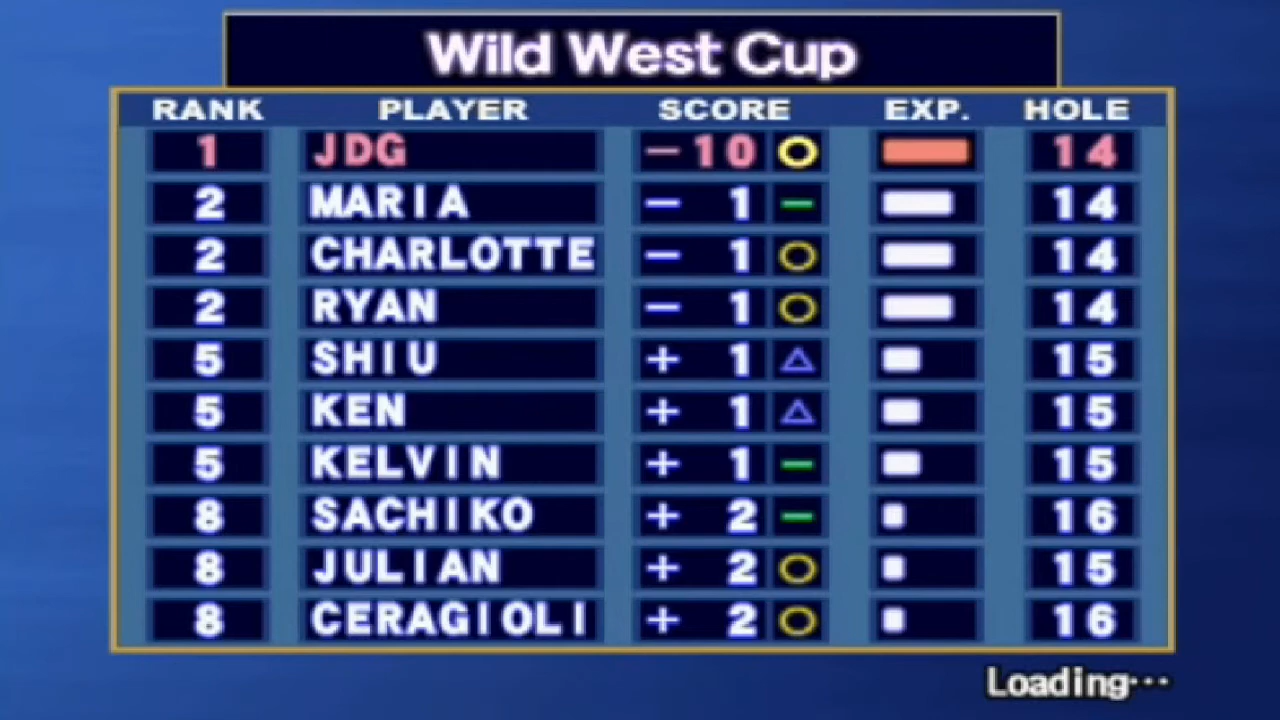 Wild West Cup
RANK PLAYER SCORE EXP. HOLE
1 JDG -10 14
2 MARIA - 1 14
2 CHARLOTTE - 1 14
2 RYAN - 1 14
5 SHIU + 1 15
5 KEN + 1 15
5 KELVIN + 1 15
8 SACHIKO + 2 16
8 JULIAN + 2 15
8 CERAGIOLI + 2 16
Loading···